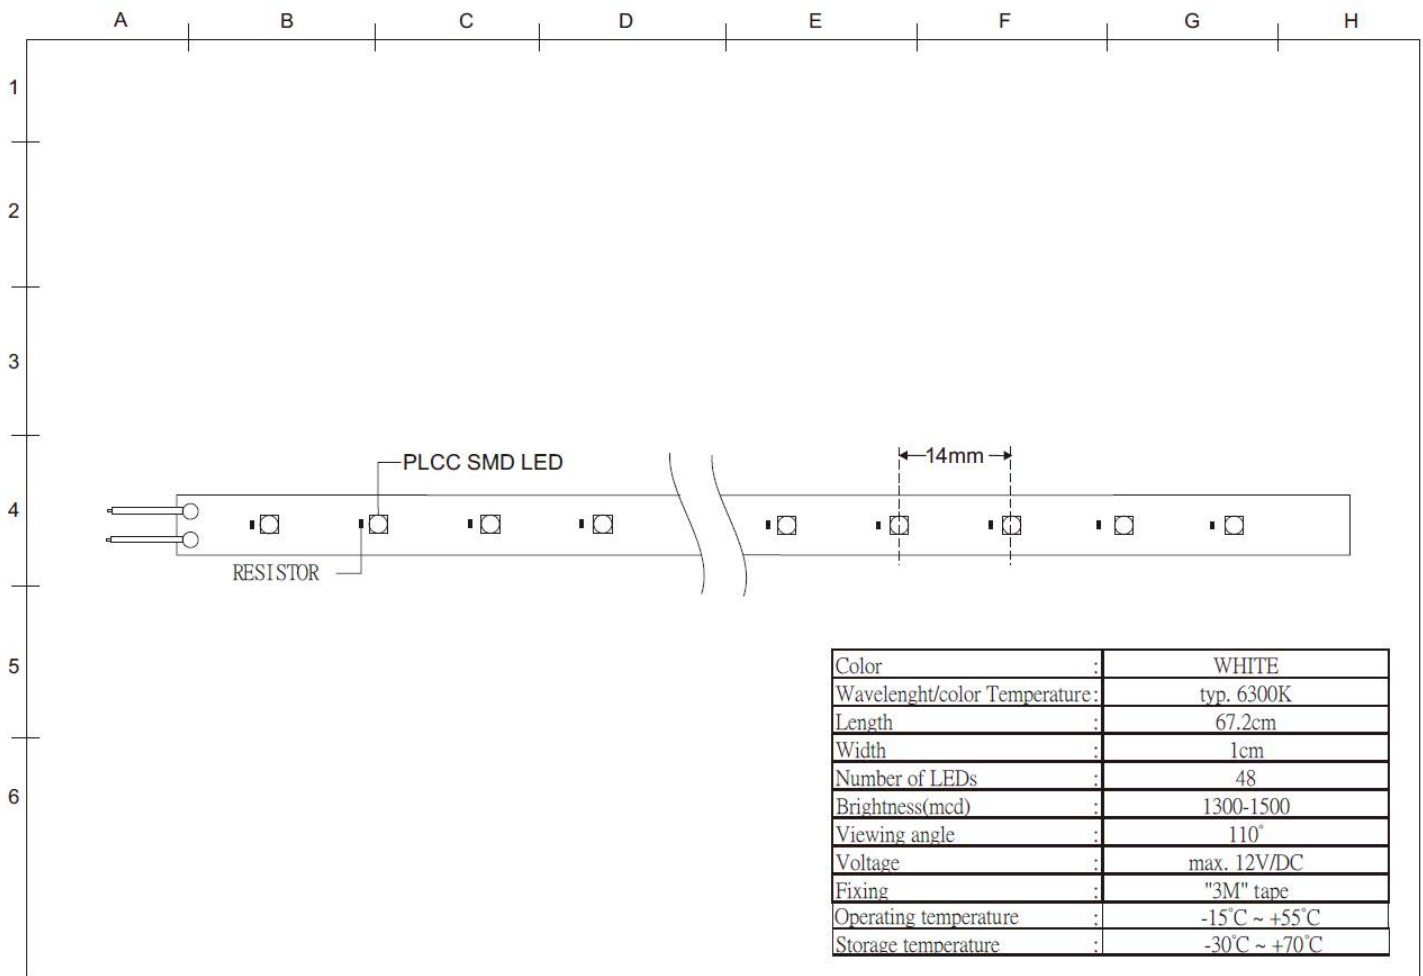 A B C D E F G H
1
2
3
14mm
PLCC SMD LED
4
RESISTOR
Color : WHITE
5
Wavelenght/color Temperature: typ. 6300K
Length : 67.2cm
Width : 1cm
Number of LEDs : 48
6
Brightness(mcd) : 1300-1500
Viewing angle : 110°
Voltage : max. 12V/DC
Fixing : "3M" tape
Operating temperature : -15°C ~ +55°C
Storage temperature : -30°C ~ +70°C